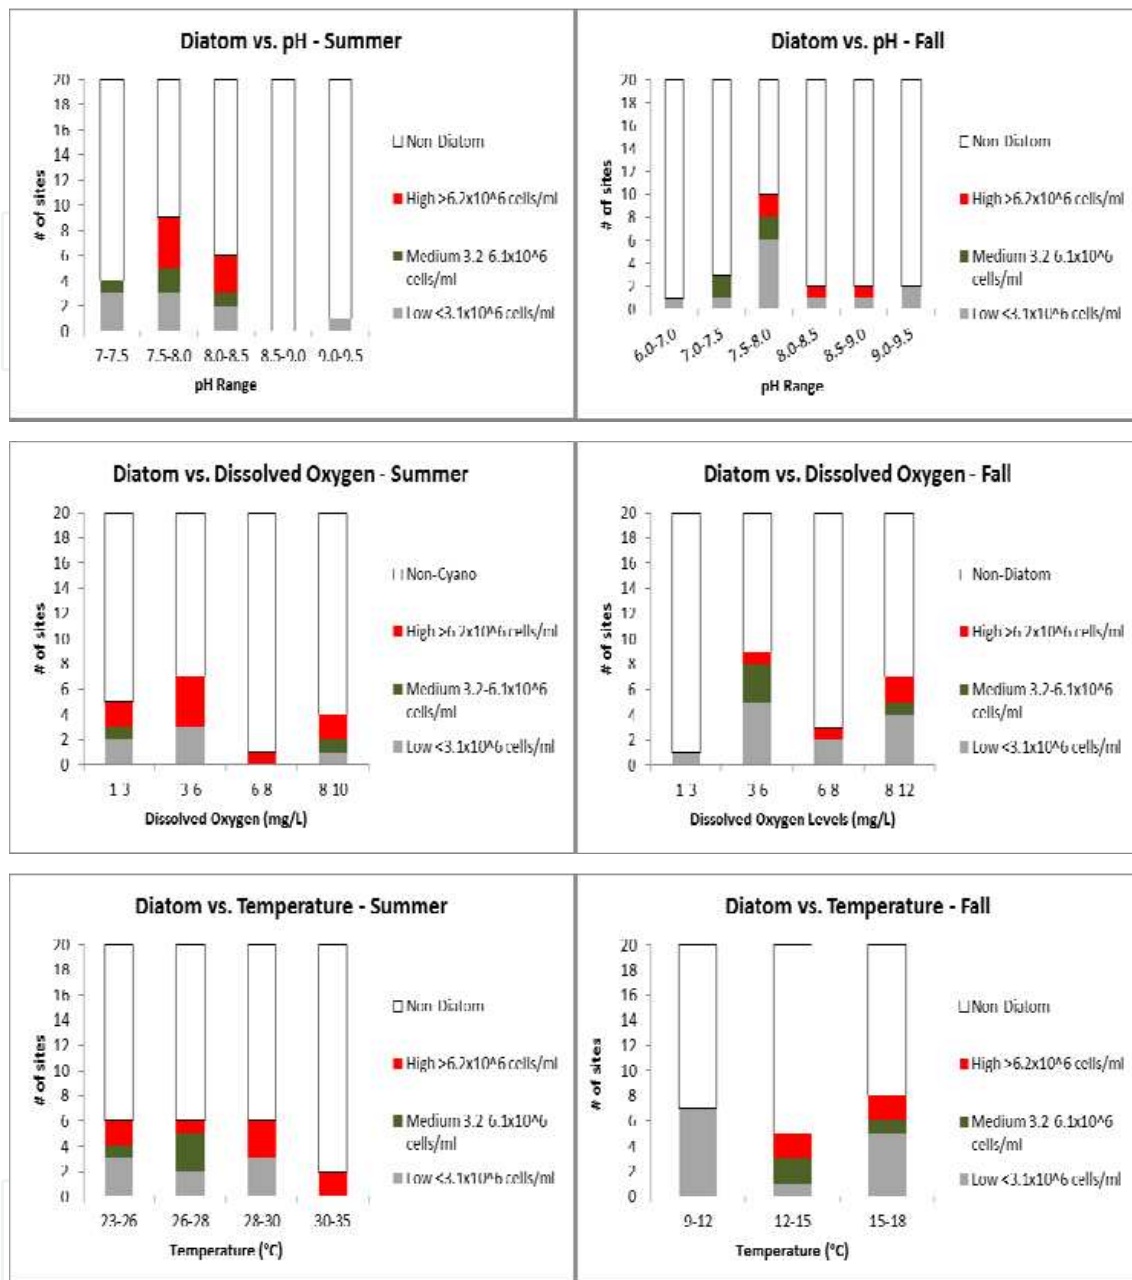 Diatom vs. pH - Summer
20
18
16
14
12
10
8
6
4
2
0
# of sites
7-7.5 7.5-8.0 8.0-8.5 8.5-9.0 9.0-9.5
pH Range
Non Diatom
High >6.2x10^6 cells/ml
Medium 3.2 6.1x10^6
cells/ml
Low <3.1x10^6 cells/ml
Diatom vs. pH - Fall
20
18
16
14
12
10
8
6
4
2
0
# of sites
6.0-7.0 7.0-7.5 7.5-8.0 8.0-8.5 8.5-9.0 9.0-9.5
pH Range
Non Diatom
High >6.2x10^6 cells/ml
Medium 3.2 6.1x10^6
cells/ml
Low <3.1x10^6 cells/ml
Diatom vs. Dissolved Oxygen - Summer
20
18
16
14
12
10
8
6
4
2
0
# of sites
1 3 3 6 6 8 8 10
Dissolved Oxygen (mg/L)
Non-Cyano
High >6.2x10^6 cells/ml
Medium 3.2-6.1x10^6
cells/ml
Low <3.1x10^6 cells/ml
Diatom vs. Dissolved Oxygen - Fall
20
18
16
14
12
10
8
6
4
2
0
# of sites
1 3 3 6 6 8 8 12
Dissolved Oxygen Levels (mg/L)
Non-Diatom
High >6.2x10^6 cells/ml
Medium 3.2-6.1x10^6
cells/ml
Low <3.1x10^6 cells/ml
Diatom vs. Temperature - Summer
20
18
16
14
12
10
8
6
4
2
0
# of sites
23-26 26-28 28-30 30-35
Temperature (°C)
Non Diatom
High >6.2x10^6 cells/ml
Medium 3.2 6.1x10^6
cells/ml
Low <3.1x10^6 cells/ml
Diatom vs. Temperature - Fall
20
18
16
14
12
10
8
6
4
2
0
# of sites
9-12 12-15 15-18
Temperature (°C)
Non Diatom
High >6.2x10^6 cells/ml
Medium 3.2 6.1x10^6
cells/ml
Low <3.1x10^6 cells/ml